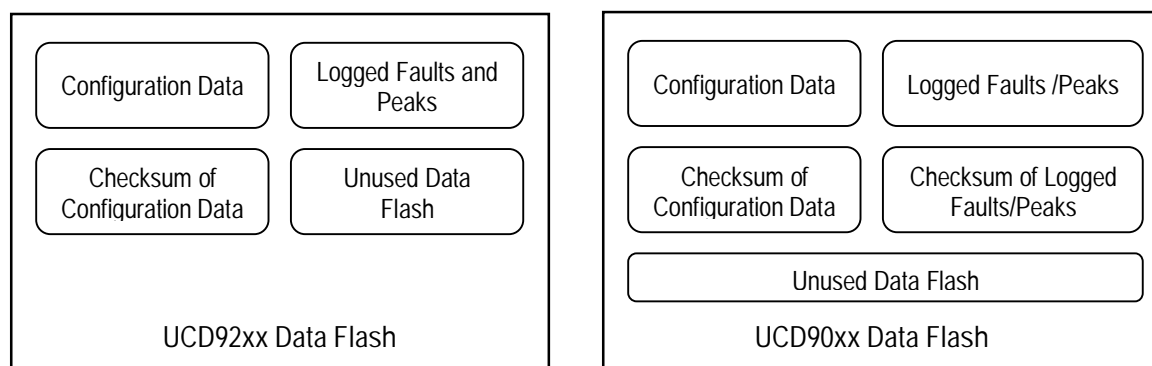 Configuration Data
Logged Faults and
Peaks
Checksum of
Configuration Data
Unused Data
Flash
UCD92xx Data Flash
Configuration Data
Logged Faults /Peaks
Checksum of
Configuration Data
Checksum of Logged
Faults/Peaks
Unused Data Flash
UCD90xx Data Flash